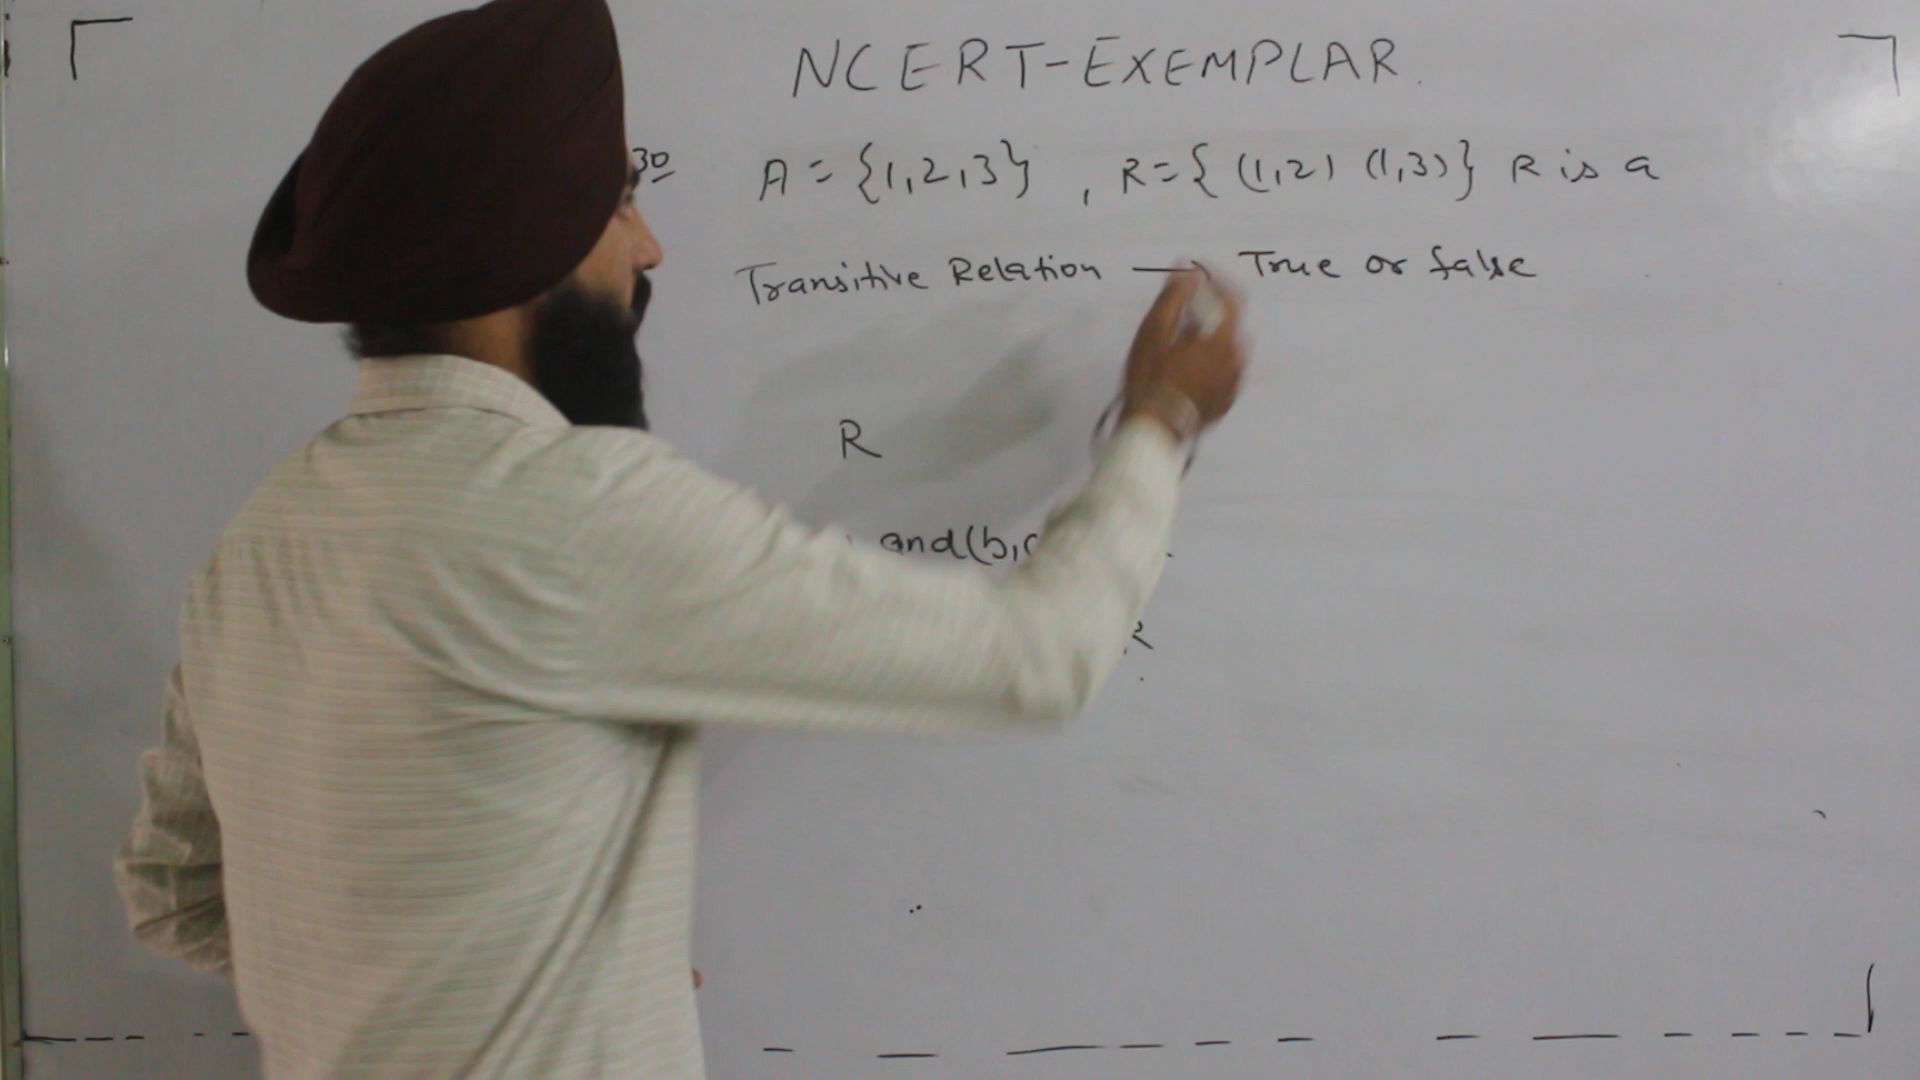 NCERT-EXEMPLAR.
30 A = {1,2,3} , R={ (1,2) (1,3)} R is a
Transitive Relation → True or false
R
and(b,c
R